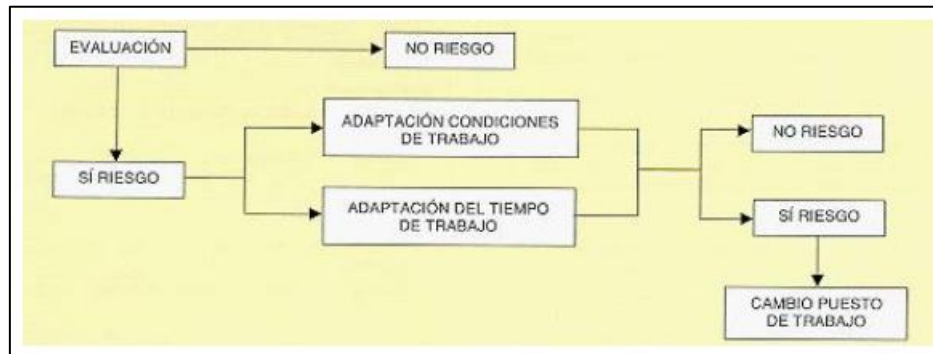 EVALUACIÓN
NO RIESGO
ADAPTACIÓN CONDICIONES
DE TRABAJO
NO RIESGO
SÍ RIESGO
ADAPTACIÓN DEL TIEMPO
DE TRABAJO
SÍ RIESGO
CAMBIO PUESTO
DE TRABAJO